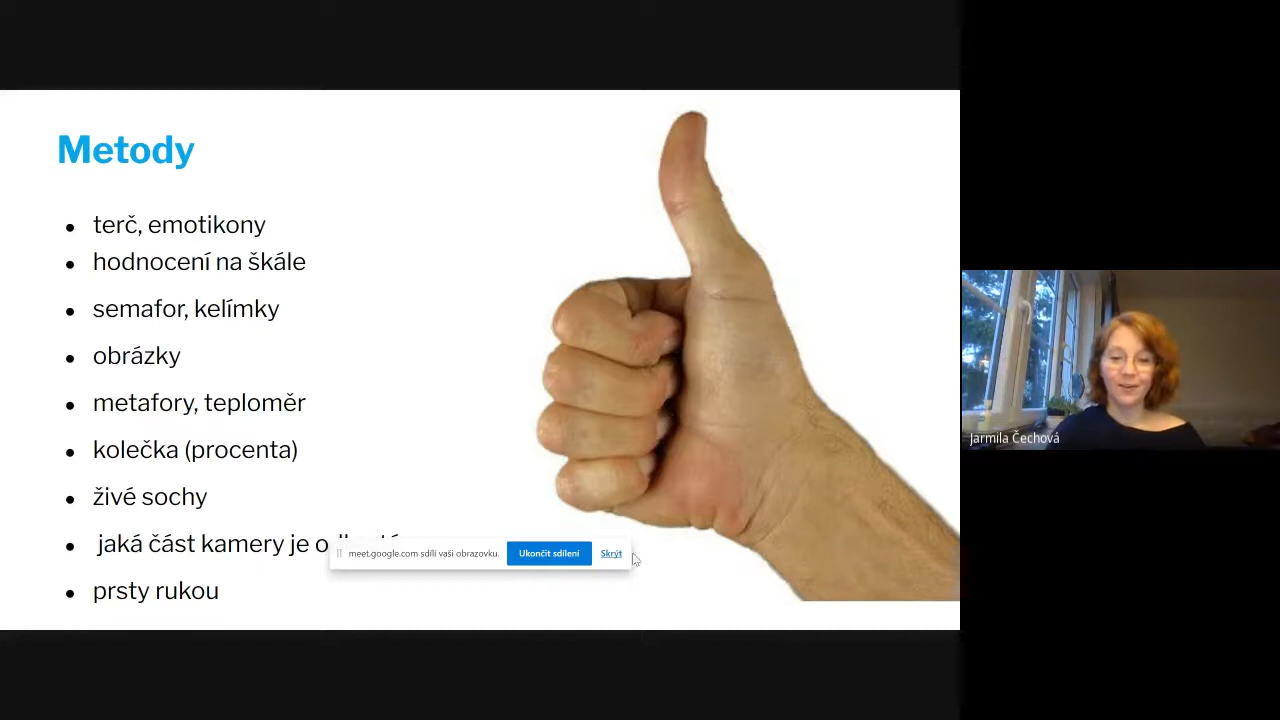 Metody
• terč, emotikony
• hodnocení na škále
• semafor, kelímky
• obrázky
• metafory, teploměr
• kolečka (procenta)
• živé sochy
• jaká část kamery je
• prsty rukou
meet.google.com sdílí vaši obrazovku. Ukončit sdílení Skrýt
Jarmila Čechová